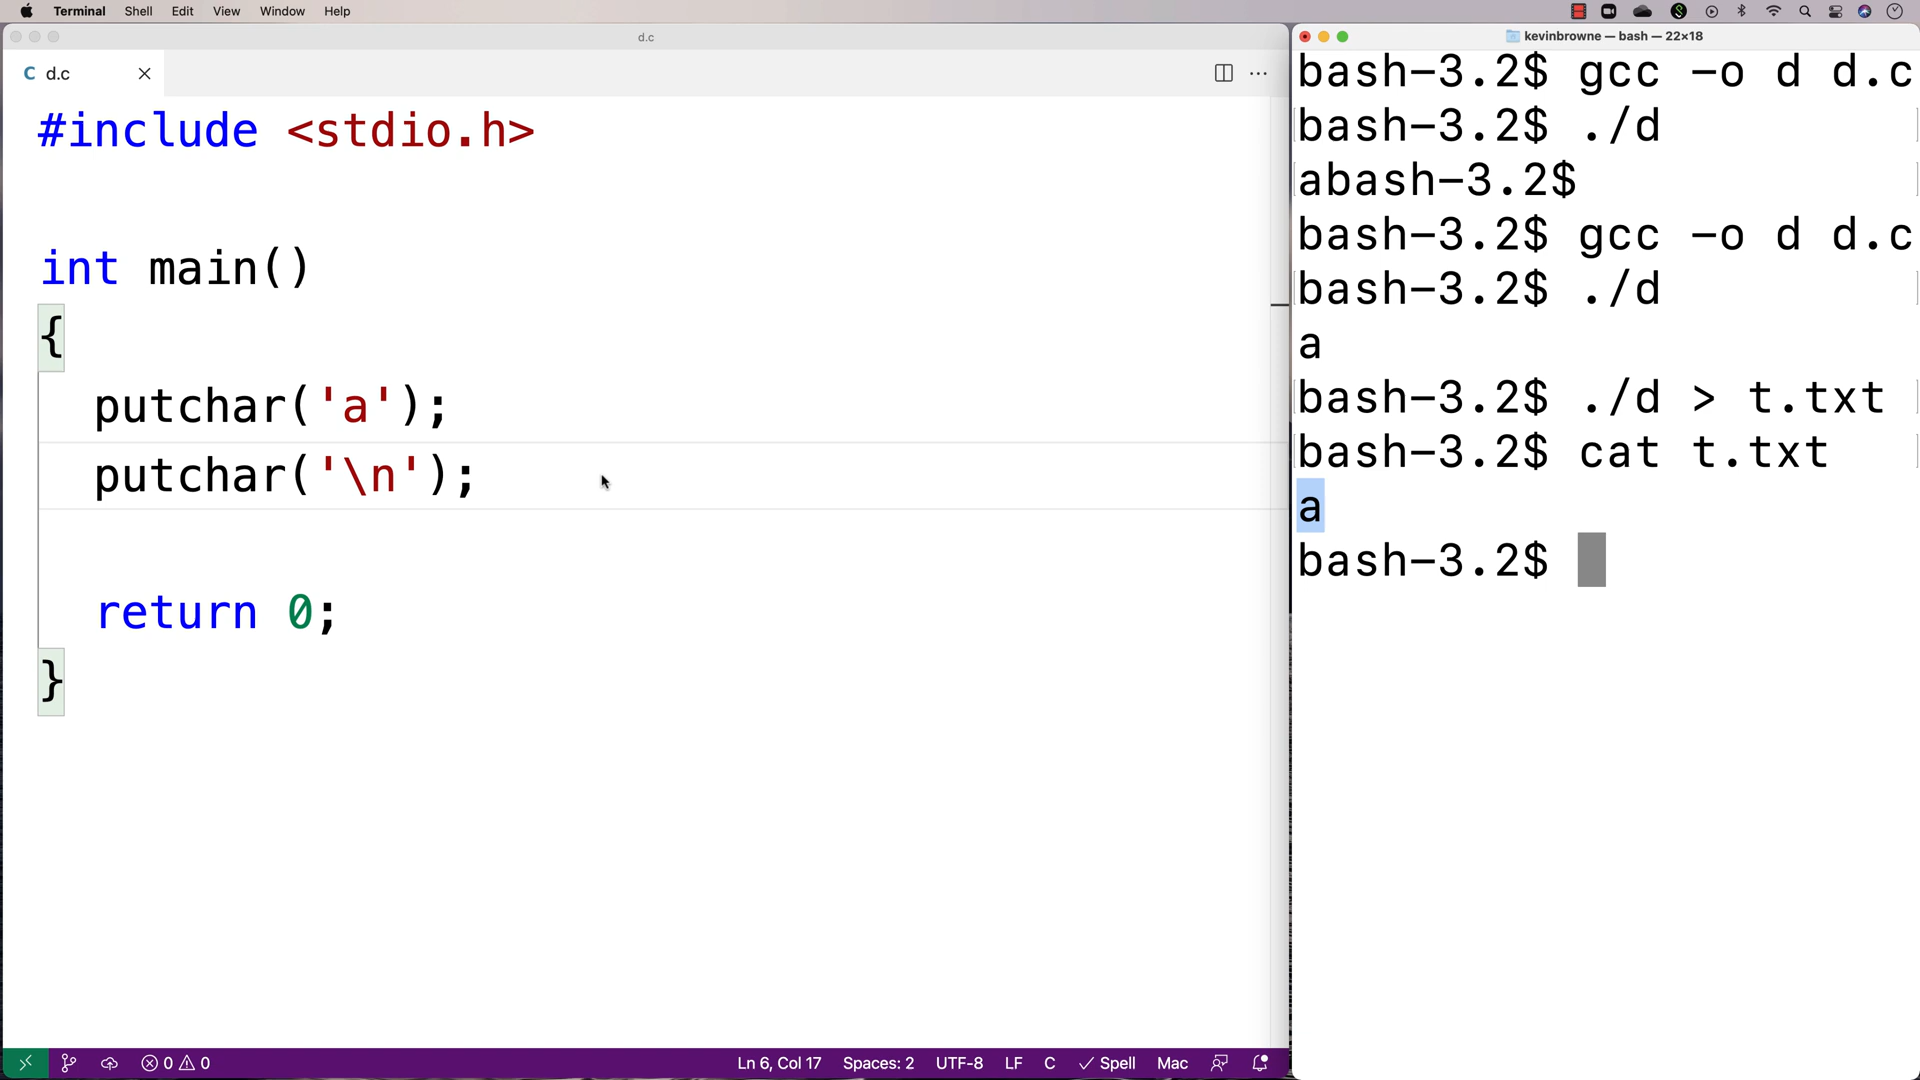 Terminal Shell Edit View Window Help
d.c
kevinbrowne — bash — 22×18
C d.c
#include <stdio.h>
int main()
{
putchar('a');
putchar('\n');
return 0;
}
bash-3.2$ gcc -o d d.c
bash-3.2$ ./d
abash-3.2$
bash-3.2$ gcc -o d d.c
bash-3.2$ ./d
a
bash-3.2$ ./d > t.txt
bash-3.2$ cat t.txt
a
bash-3.2$
0 0 Ln 6, Col 17 Spaces: 2 UTF-8 LF C Spell Mac